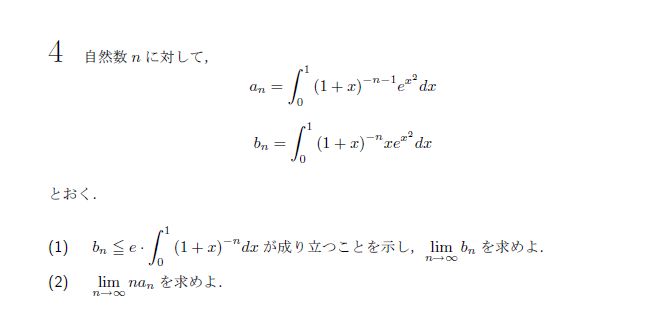 4 自然数 n に対して,
a_n = ∫_0^1 (1 + x)^{-n-1} e^{x^2} dx
b_n = ∫_0^1 (1 + x)^{-n} x e^{x^2} dx
とおく.
(1) b_n ≦ e · ∫_0^1 (1 + x)^{-n} dx が成り立つことを示し, lim_{n→∞} b_n を求めよ.
(2) lim_{n→∞} na_n を求めよ.